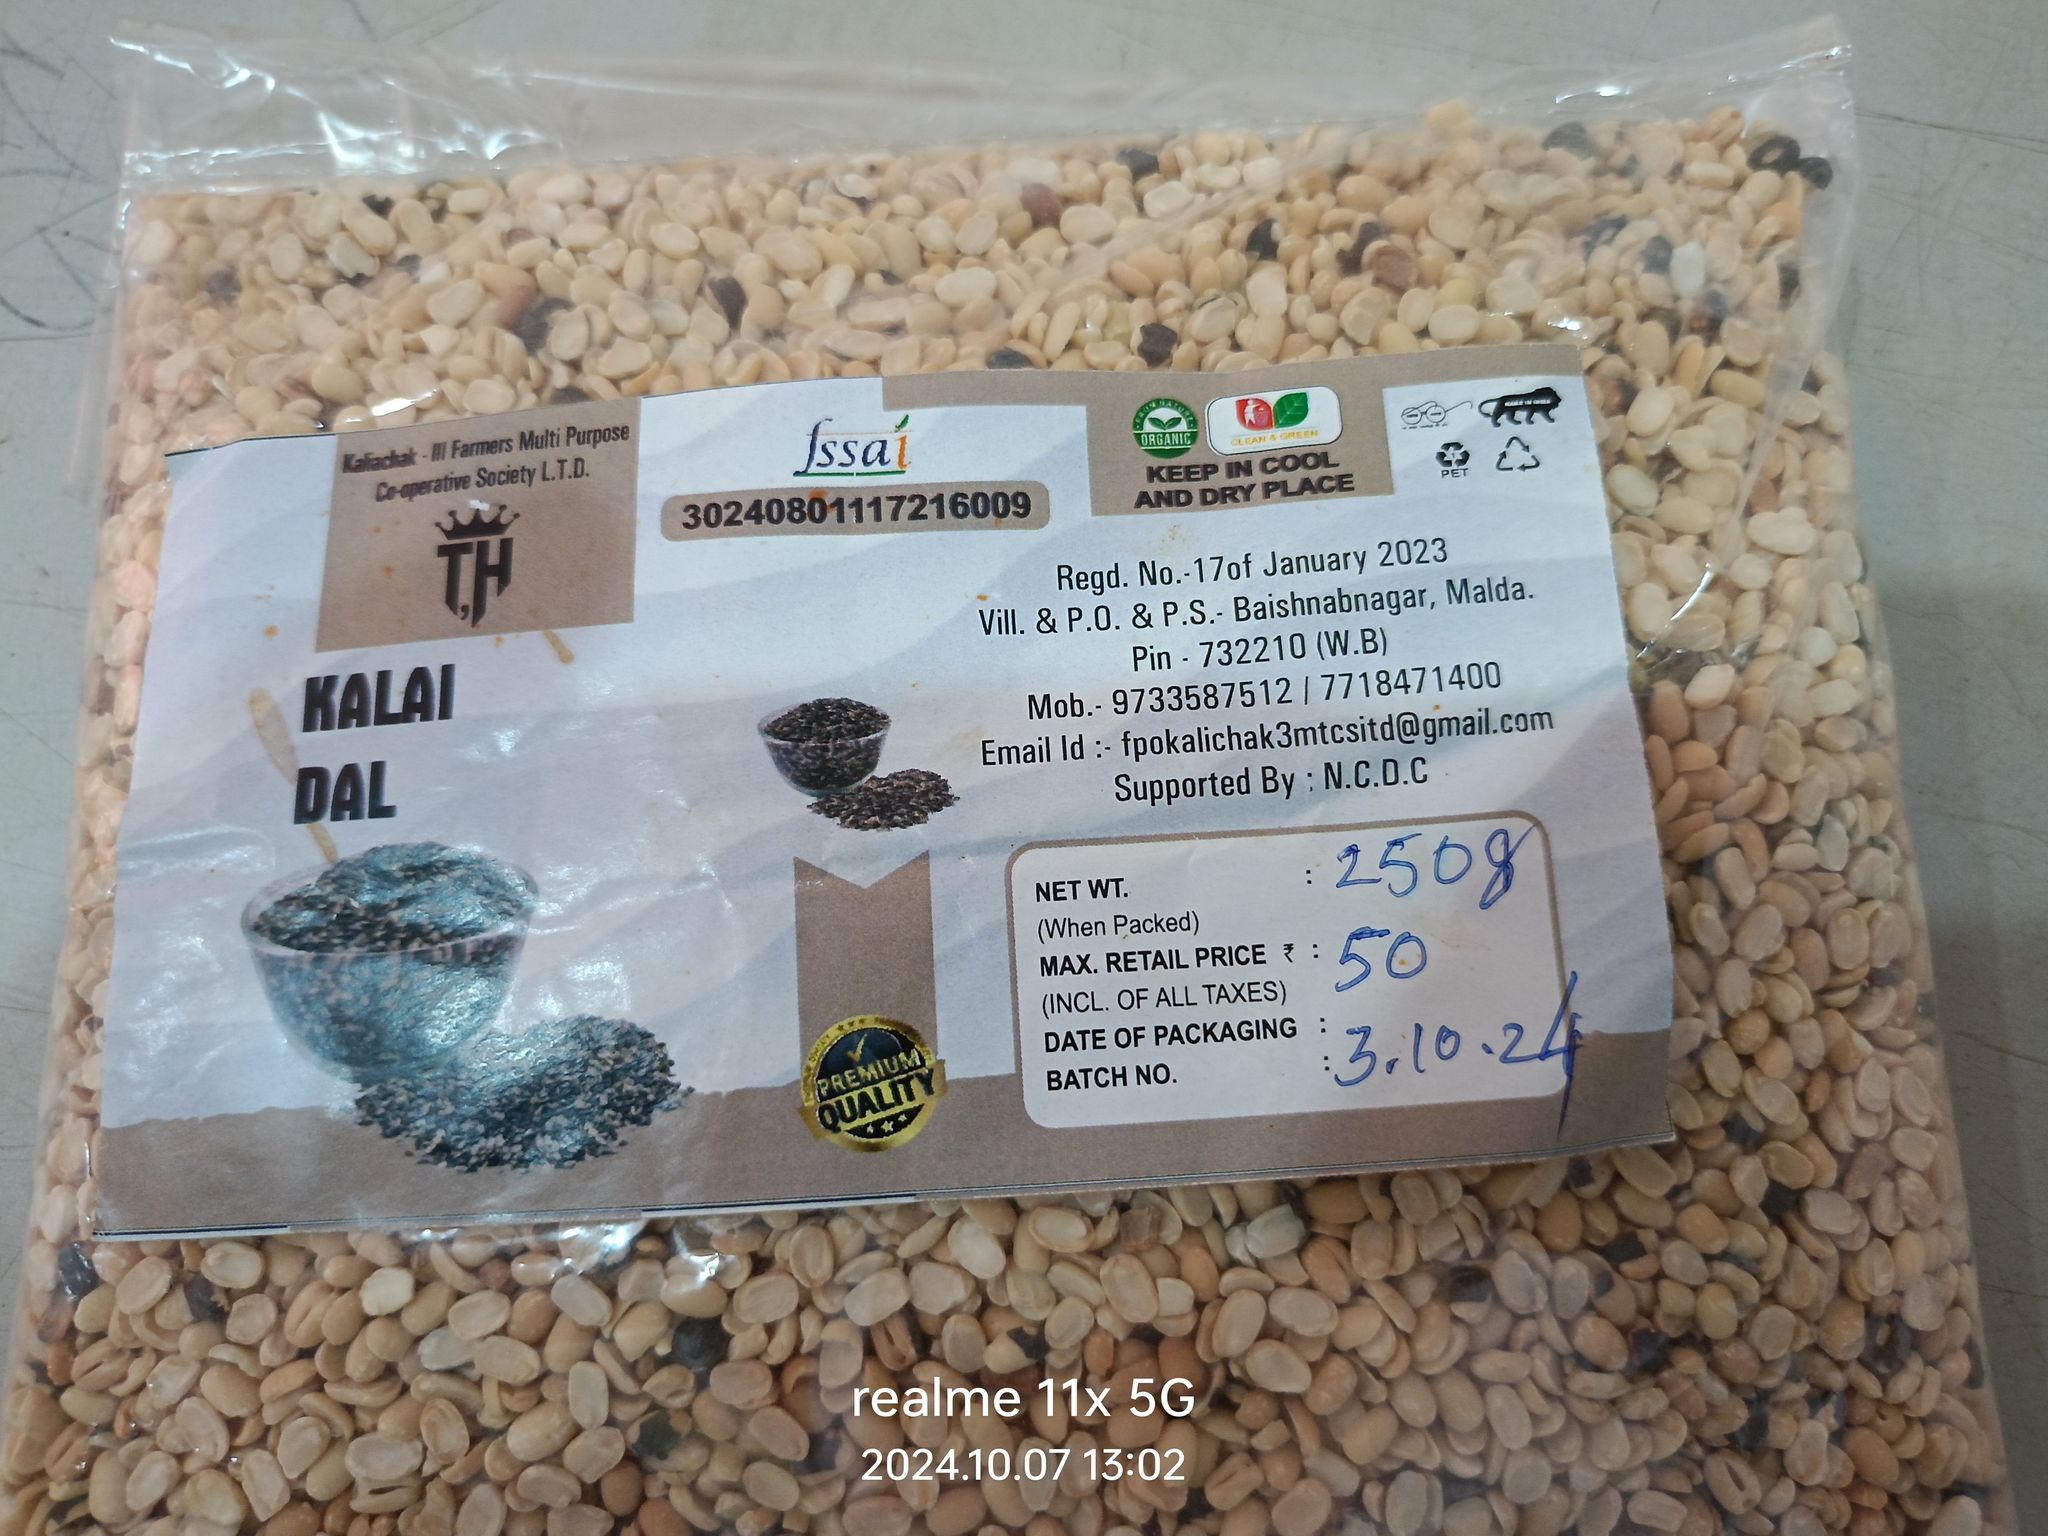 Kaliachak - III Farmers Multi Purpose
Co-operative Society L.T.D.
T,H
KALAI
DAL
fssai
30240801117216009
ORGANIC
CLEAN & GREEN
KEEP IN COOL
AND DRY PLACE
PET
Regd. No.-17of January 2023
Vill. & P.O. & P.S.- Baishnabnagar, Malda.
Pin - 732210 (W.B)
Mob.- 9733587512 / 7718471400
Email Id :- fpokalichak3mtcsitd@gmail.com
Supported By : N.C.D.C
PREMIUM
QUALITY
NET WT. : 250g
(When Packed)
MAX. RETAIL PRICE ₹ : 50
(INCL. OF ALL TAXES)
DATE OF PACKAGING : 3.10.24
BATCH NO. :
realme 11x 5G
2024.10.07 13:02